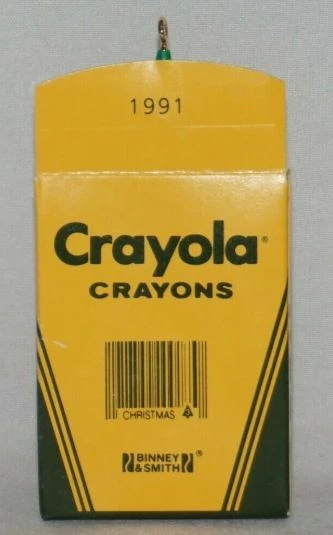 1991
Crayola®
CRAYONS
CHRISTMAS
BINNEY
& SMITH ®